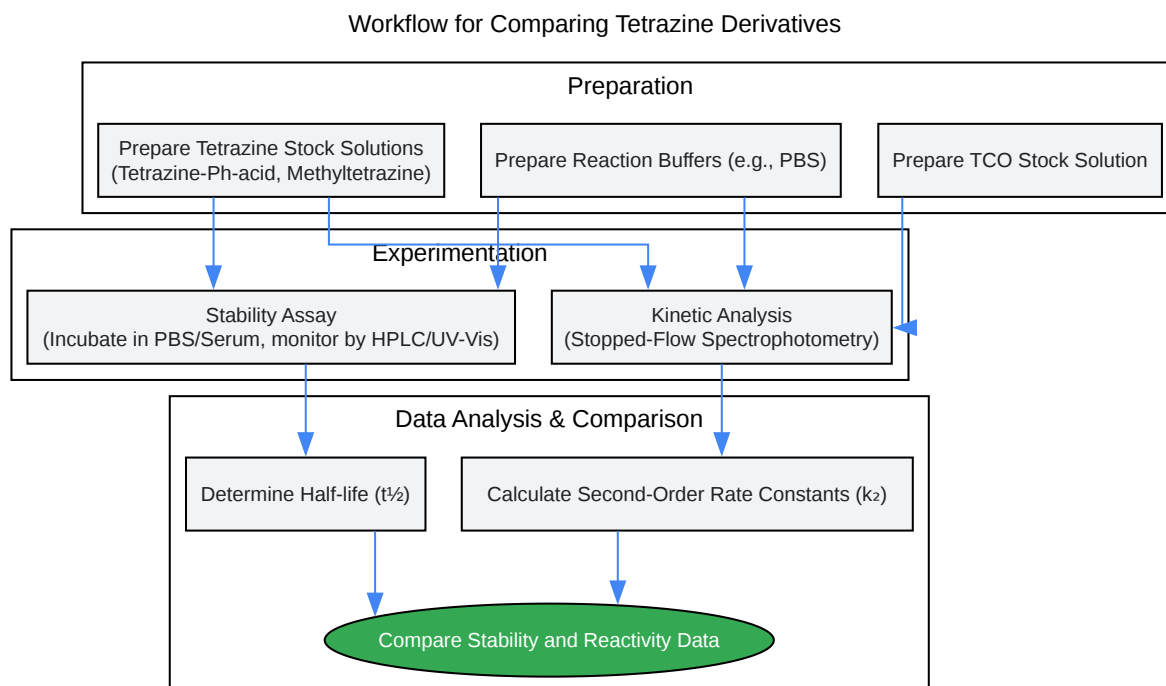 Workflow for Comparing Tetrazine Derivatives
Preparation
Prepare Tetrazine Stock Solutions
(Tetrazine-Ph-acid, Methyltetrazine)
Prepare Reaction Buffers (e.g., PBS)
Prepare TCO Stock Solution
Experimentation
Stability Assay
(Incubate in PBS/Serum, monitor by HPLC/UV-Vis)
Kinetic Analysis
(Stopped-Flow Spectrophotometry)
Data Analysis & Comparison
Determine Half-life (t½)
Calculate Second-Order Rate Constants (k₂)
Compare Stability and Reactivity Data